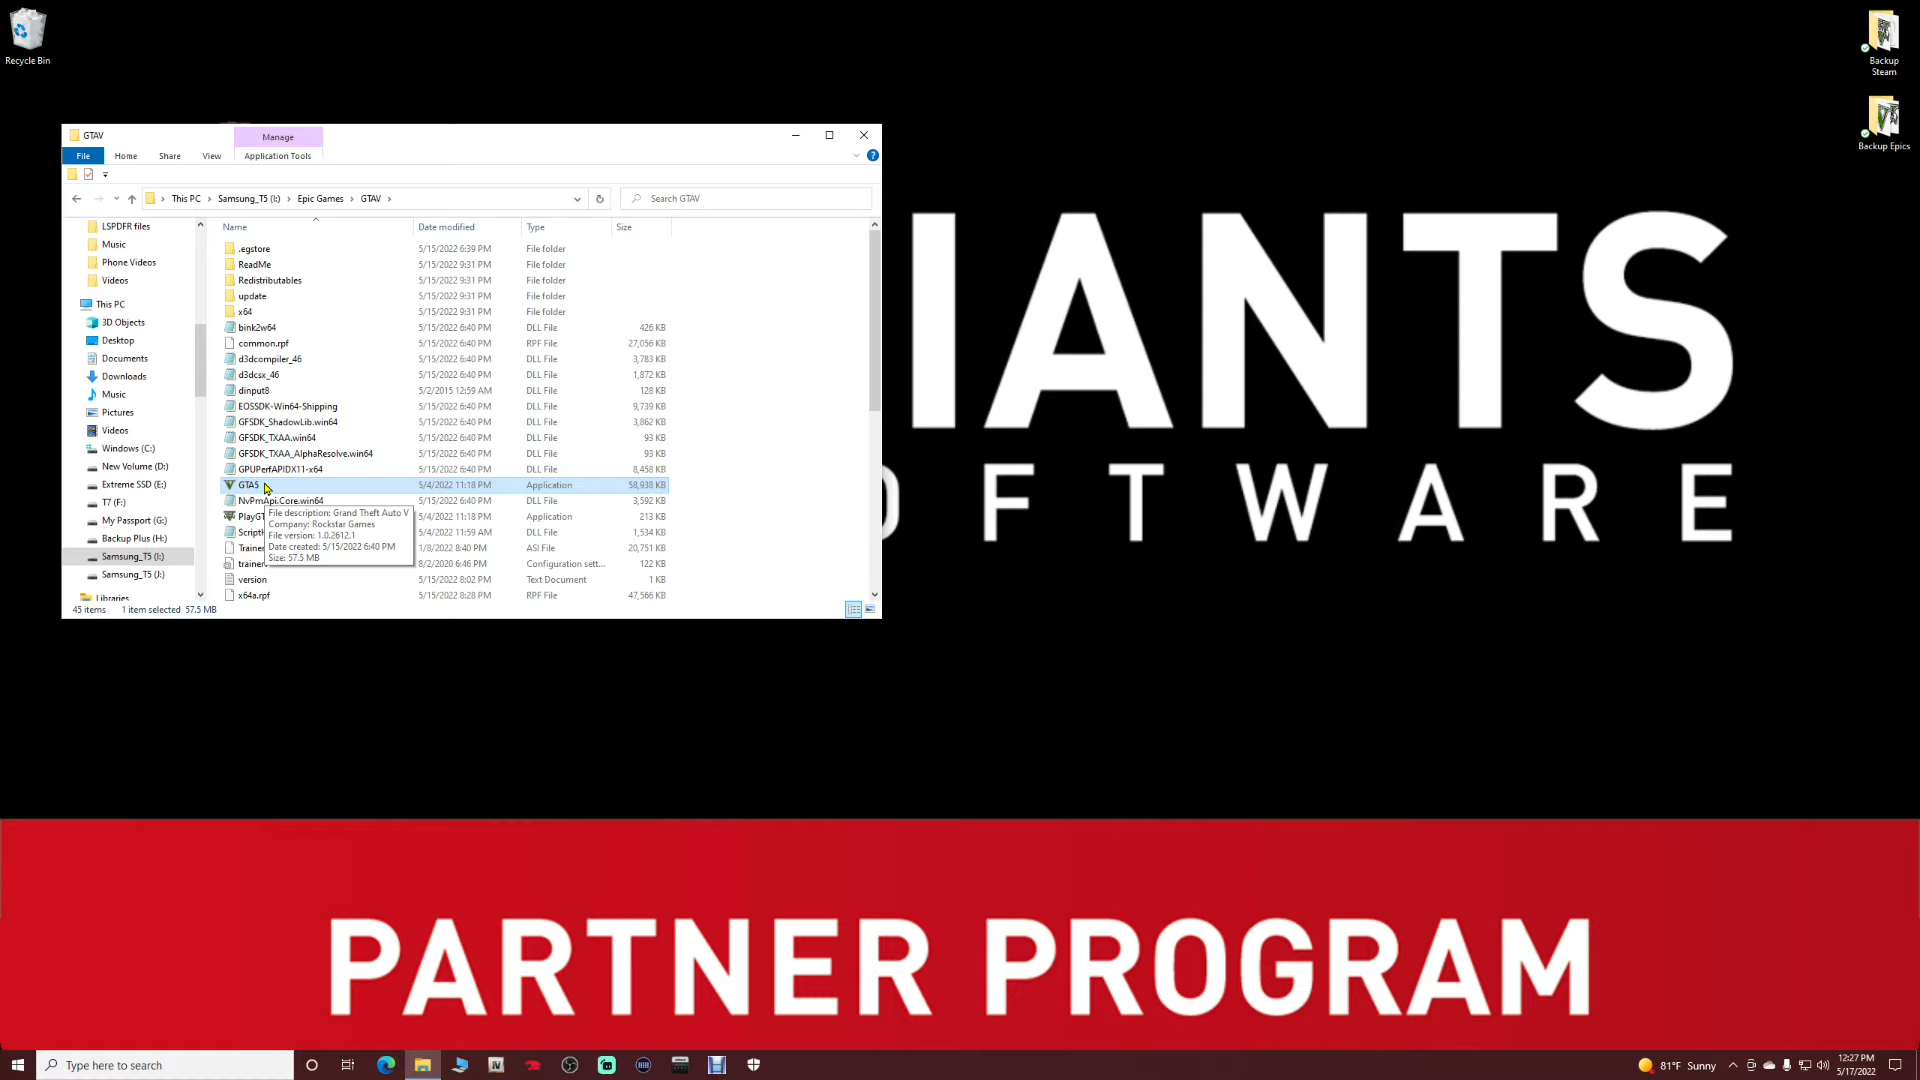 Recycle Bin
Backup Steam
Backup Epics
GTAV
Manage
File Home Share View Application Tools
This PC > Samsung_T5 (I:) > Epic Games > GTAV >
Search GTAV
LSPDFR files
Music
Phone Videos
Videos
This PC
3D Objects
Desktop
Documents
Downloads
Music
Pictures
Videos
Windows (C:)
New Volume (D:)
Extreme SSD (E:)
T7 (F:)
My Passport (G:)
Backup Plus (H:)
Samsung_T5 (I:)
Samsung_T5 (J:)
Libraries
Name Date modified Type Size
.egstore 5/15/2022 6:39 PM File folder
ReadMe 5/15/2022 9:31 PM File folder
Redistributables 5/15/2022 9:31 PM File folder
update 5/15/2022 9:31 PM File folder
x64 5/15/2022 9:31 PM File folder
bink2w64 5/15/2022 6:40 PM DLL File 426 KB
common.rpf 5/15/2022 6:40 PM RPF File 27,056 KB
d3dcompiler_46 5/15/2022 6:40 PM DLL File 3,783 KB
d3dcsx_46 5/15/2022 6:40 PM DLL File 1,872 KB
dinput8 5/2/2015 12:59 AM DLL File 128 KB
EOSSDK-Win64-Shipping 5/15/2022 6:40 PM DLL File 9,739 KB
GFSDK_ShadowLib.win64 5/15/2022 6:40 PM DLL File 3,862 KB
GFSDK_TXAA.win64 5/15/2022 6:40 PM DLL File 93 KB
GFSDK_TXAA_AlphaResolve.win64 5/15/2022 6:40 PM DLL File 93 KB
GPUPerfAPIDX11-x64 5/15/2022 6:40 PM DLL File 8,458 KB
GTA5 5/4/2022 11:18 PM Application 58,938 KB
NvPmApi.Core.win64 5/15/2022 6:40 PM DLL File 3,592 KB
PlayGT 5/4/2022 11:18 PM Application 213 KB
Script 5/4/2022 11:59 AM DLL File 1,534 KB
Trainer 1/8/2022 8:40 PM ASI File 20,751 KB
trainer 8/2/2020 6:46 PM Configuration sett... 122 KB
version 5/15/2022 8:02 PM Text Document 1 KB
x64a.rpf 5/15/2022 8:28 PM RPF File 47,566 KB
File description: Grand Theft Auto V
Company: Rockstar Games
File version: 1.0.2612.1
Date created: 5/15/2022 6:40 PM
Size: 57.5 MB
45 items 1 item selected 57.5 MB
IANTS
OFTWARE
PARTNER PROGRAM
Type here to search
IV
81°F Sunny
12:27 PM
5/17/2022